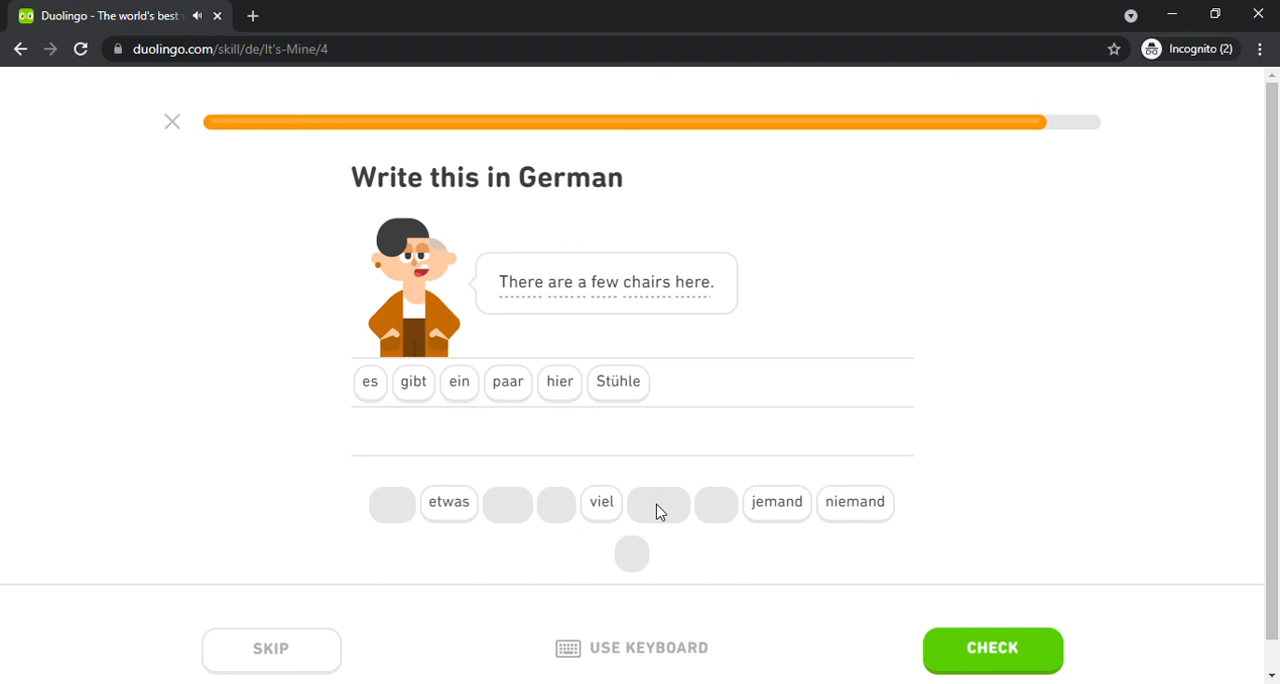 Duolingo - The world's best
duolingo.com/skill/de/It's-Mine/4
Incognito (2)
Write this in German
There are a few chairs here.
es gibt ein paar hier Stühle
etwas viel jemand niemand
SKIP
USE KEYBOARD
CHECK